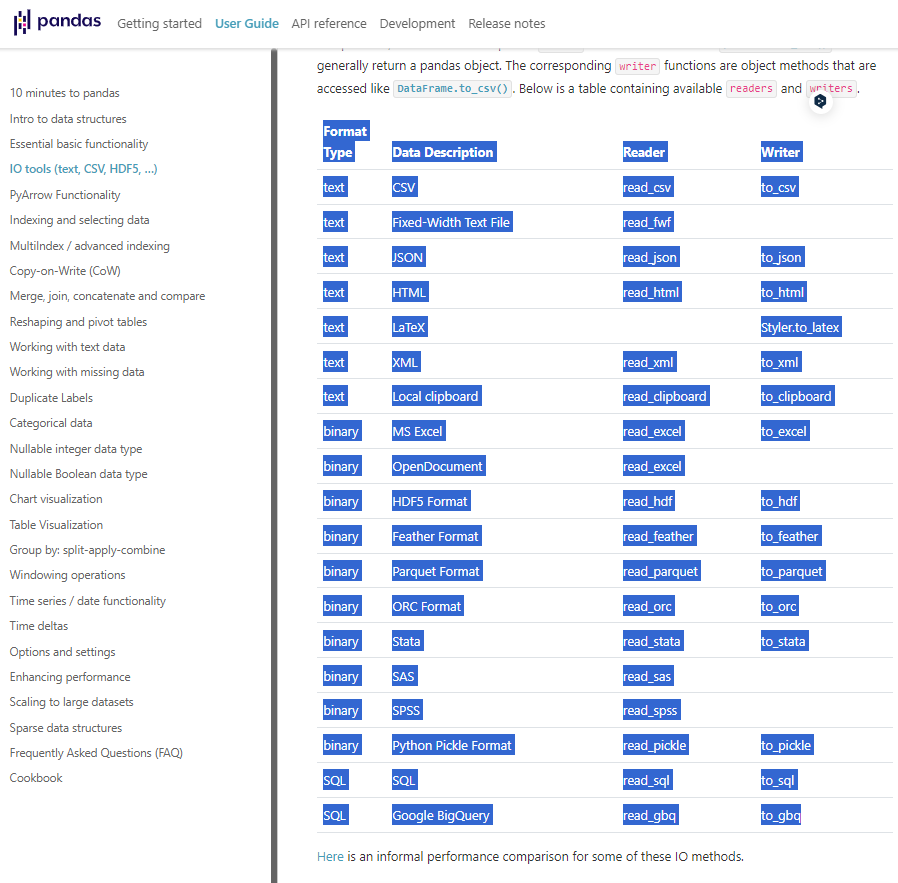 pandas Getting started User Guide API reference Development Release notes
10 minutes to pandas
Intro to data structures
Essential basic functionality
IO tools (text, CSV, HDF5, …)
PyArrow Functionality
Indexing and selecting data
MultiIndex / advanced indexing
Copy-on-Write (CoW)
Merge, join, concatenate and compare
Reshaping and pivot tables
Working with text data
Working with missing data
Duplicate Labels
Categorical data
Nullable integer data type
Nullable Boolean data type
Chart visualization
Table Visualization
Group by: split-apply-combine
Windowing operations
Time series / date functionality
Time deltas
Options and settings
Enhancing performance
Scaling to large datasets
Sparse data structures
Frequently Asked Questions (FAQ)
Cookbook
generally return a pandas object. The corresponding writer functions are object methods that are
accessed like DataFrame.to_csv(). Below is a table containing available readers and writers.
Format
Type Data Description Reader Writer
text CSV read_csv to_csv
text Fixed-Width Text File read_fwf
text JSON read_json to_json
text HTML read_html to_html
text LaTeX Styler.to_latex
text XML read_xml to_xml
text Local clipboard read_clipboard to_clipboard
binary MS Excel read_excel to_excel
binary OpenDocument read_excel
binary HDF5 Format read_hdf to_hdf
binary Feather Format read_feather to_feather
binary Parquet Format read_parquet to_parquet
binary ORC Format read_orc to_orc
binary Stata read_stata to_stata
binary SAS read_sas
binary SPSS read_spss
binary Python Pickle Format read_pickle to_pickle
SQL SQL read_sql to_sql
SQL Google BigQuery read_gbq to_gbq
Here is an informal performance comparison for some of these IO methods.